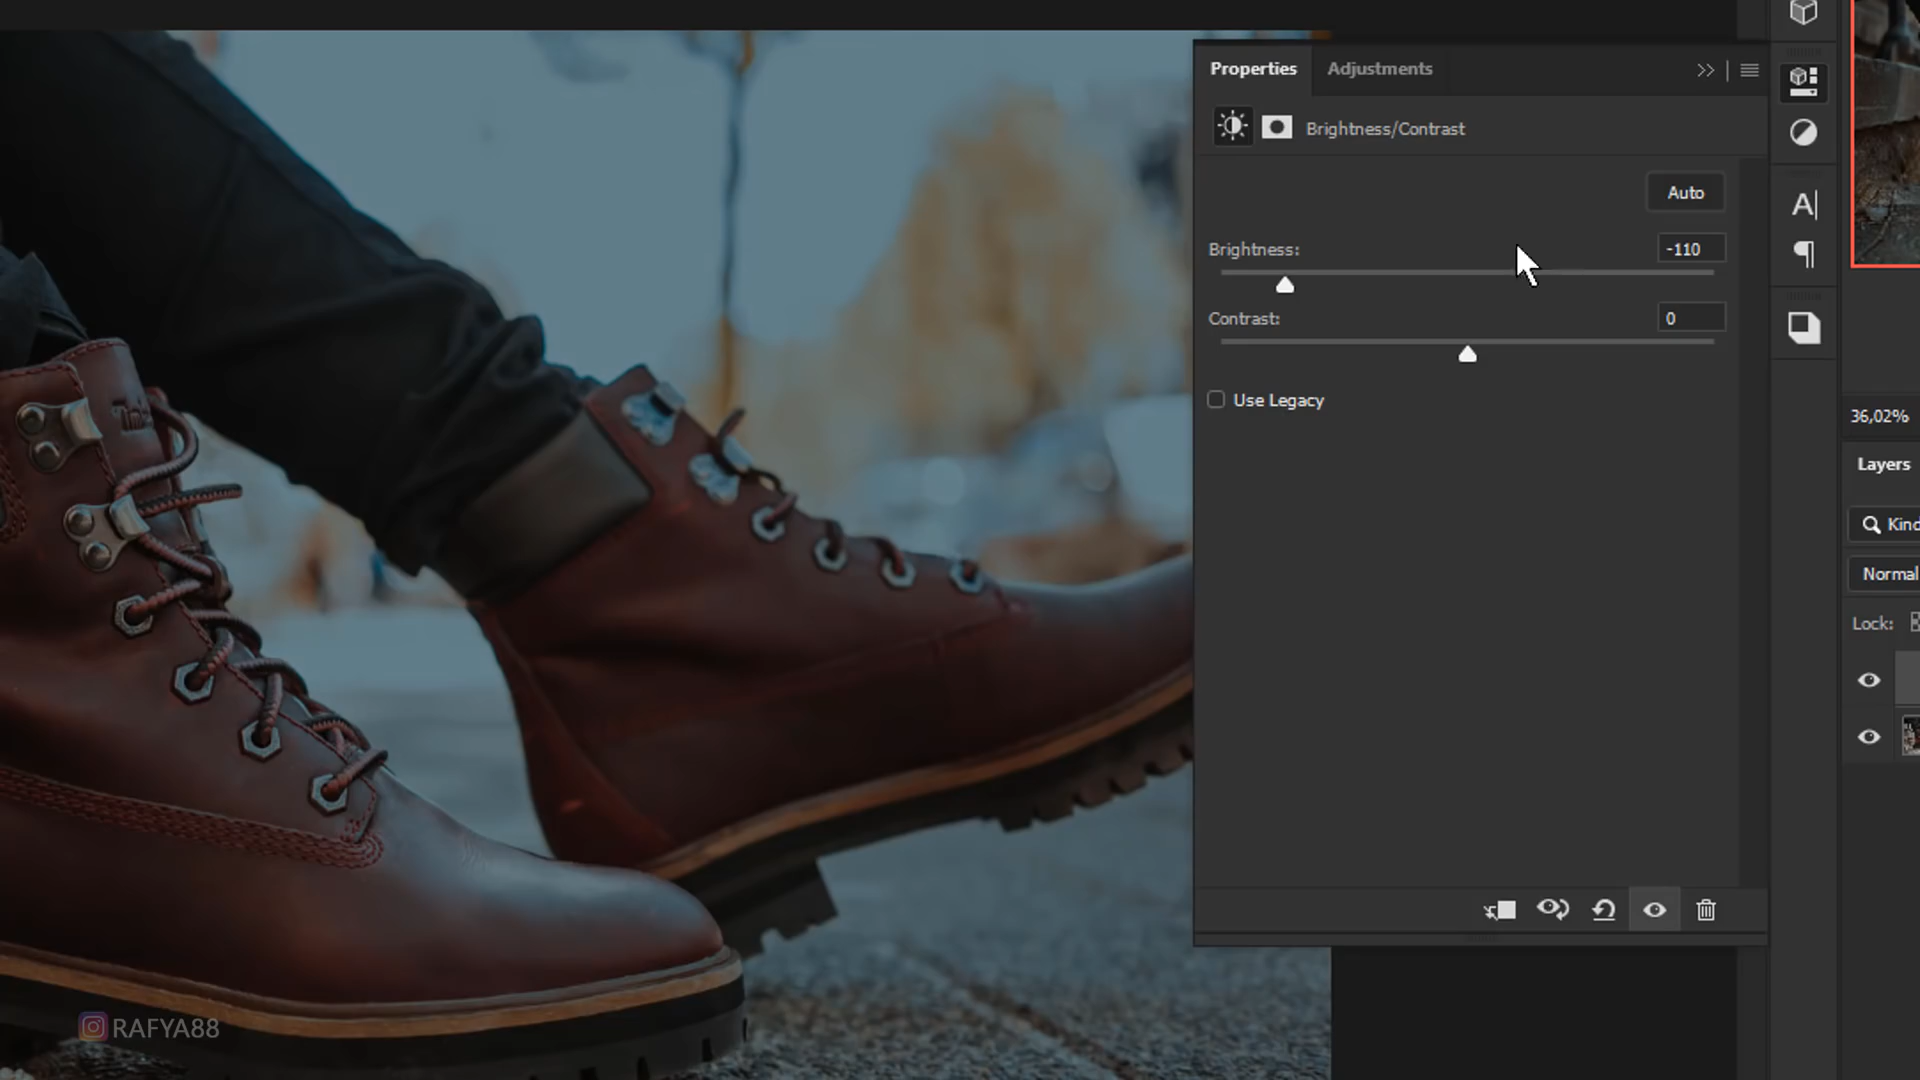 Properties
Adjustments
Brightness/Contrast
Auto
Brightness:
-110
Contrast:
0
Use Legacy
36,02%
Layers
Kind
Normal
Lock:
RAFYA88